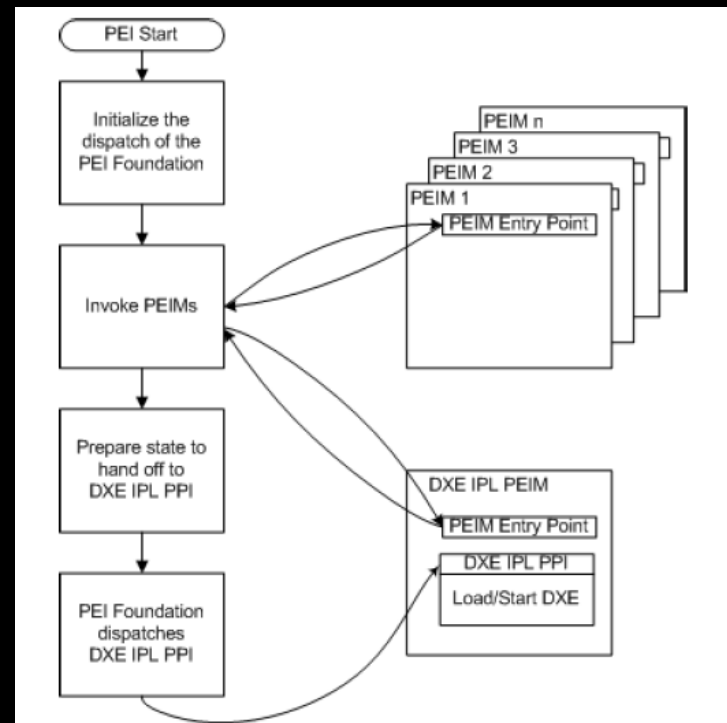 PEI Start
Initialize the
dispatch of the
PEI Foundation
Invoke PEIMs
Prepare state to
hand off to
DXE IPL PPI
PEI Foundation
dispatches
DXE IPL PPI
PEIM n
PEIM 3
PEIM 2
PEIM 1
PEIM Entry Point
DXE IPL PEIM
PEIM Entry Point
DXE IPL PPI
Load/Start DXE